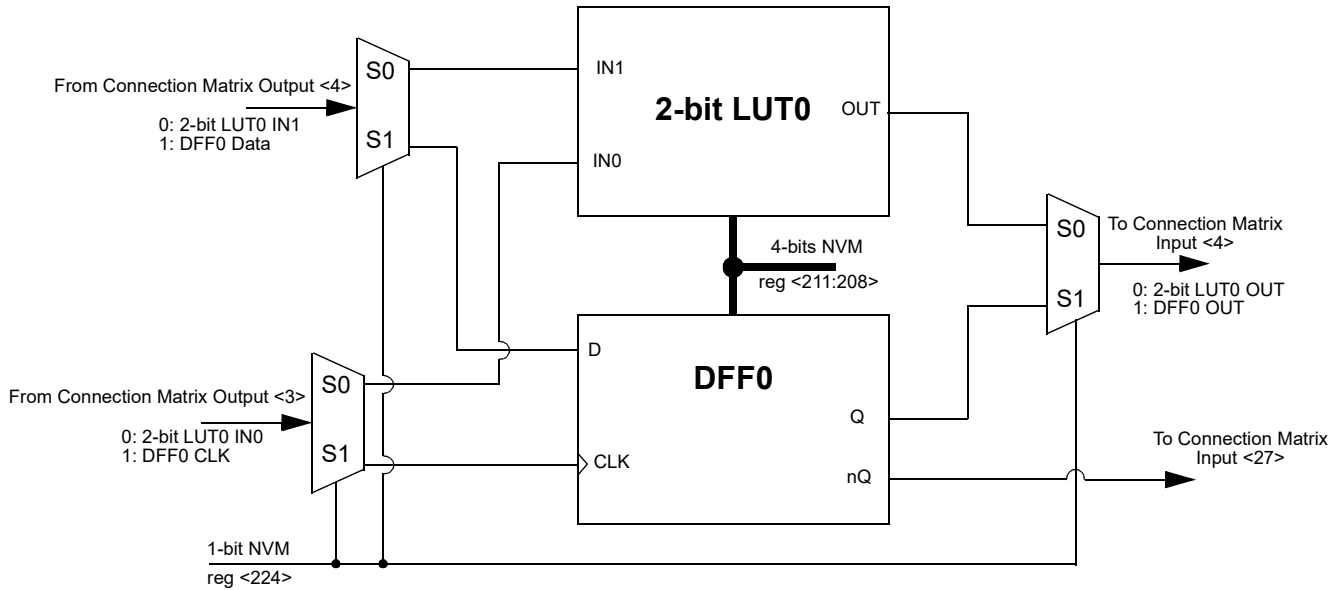 From Connection Matrix Output <4>
0: 2-bit LUT0 IN1
1: DFF0 Data
S0
S1
IN1
IN0
2-bit LUT0
OUT
4-bits NVM
reg <211:208>
S0
S1
To Connection Matrix
Input <4>
0: 2-bit LUT0 OUT
1: DFF0 OUT
From Connection Matrix Output <3>
0: 2-bit LUT0 IN0
1: DFF0 CLK
S0
S1
D
CLK
DFF0
Q
nQ
To Connection Matrix
Input <27>
1-bit NVM
reg <224>